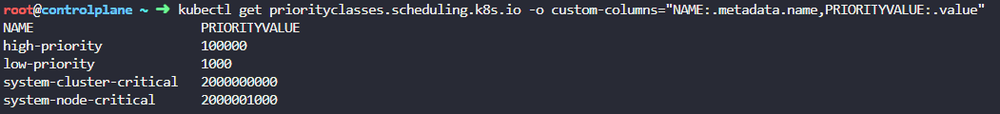 root@controlplane ~ ➜ kubectl get priorityclasses.scheduling.k8s.io -o custom-columns="NAME:.metadata.name,PRIORITYVALUE:.value"
NAME PRIORITYVALUE
high-priority 100000
low-priority 1000
system-cluster-critical 2000000000
system-node-critical 2000001000